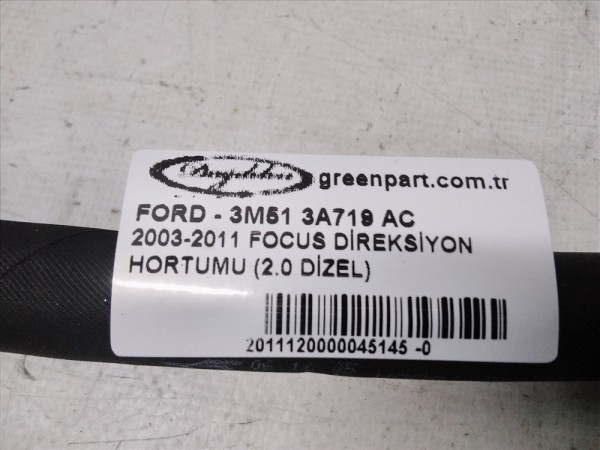 greenpart.com.tr
FORD - 3M51 3A719 AC
2003-2011 FOCUS DİREKSİYON
HORTUMU (2.0 DİZEL)
2011120000045145 -0